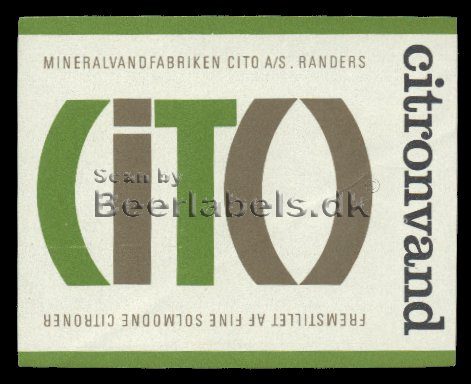 MINERALVANDFABRIKEN CITO A/S. RANDERS
CiTO
Scan by
Beerlabels.dk
citronvand
FREMSTILLET AF FINE SOLMODNE CITRONER